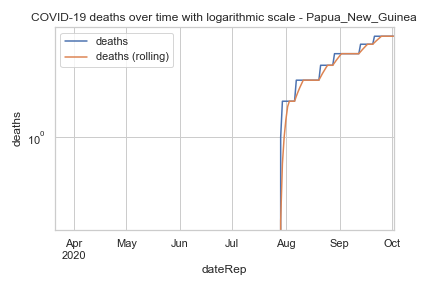 COVID-19 deaths over time with logarithmic scale - Papua_New_Guinea
deaths
deaths (rolling)
deaths
10⁰
Apr May Jun Jul Aug Sep Oct
2020
dateRep